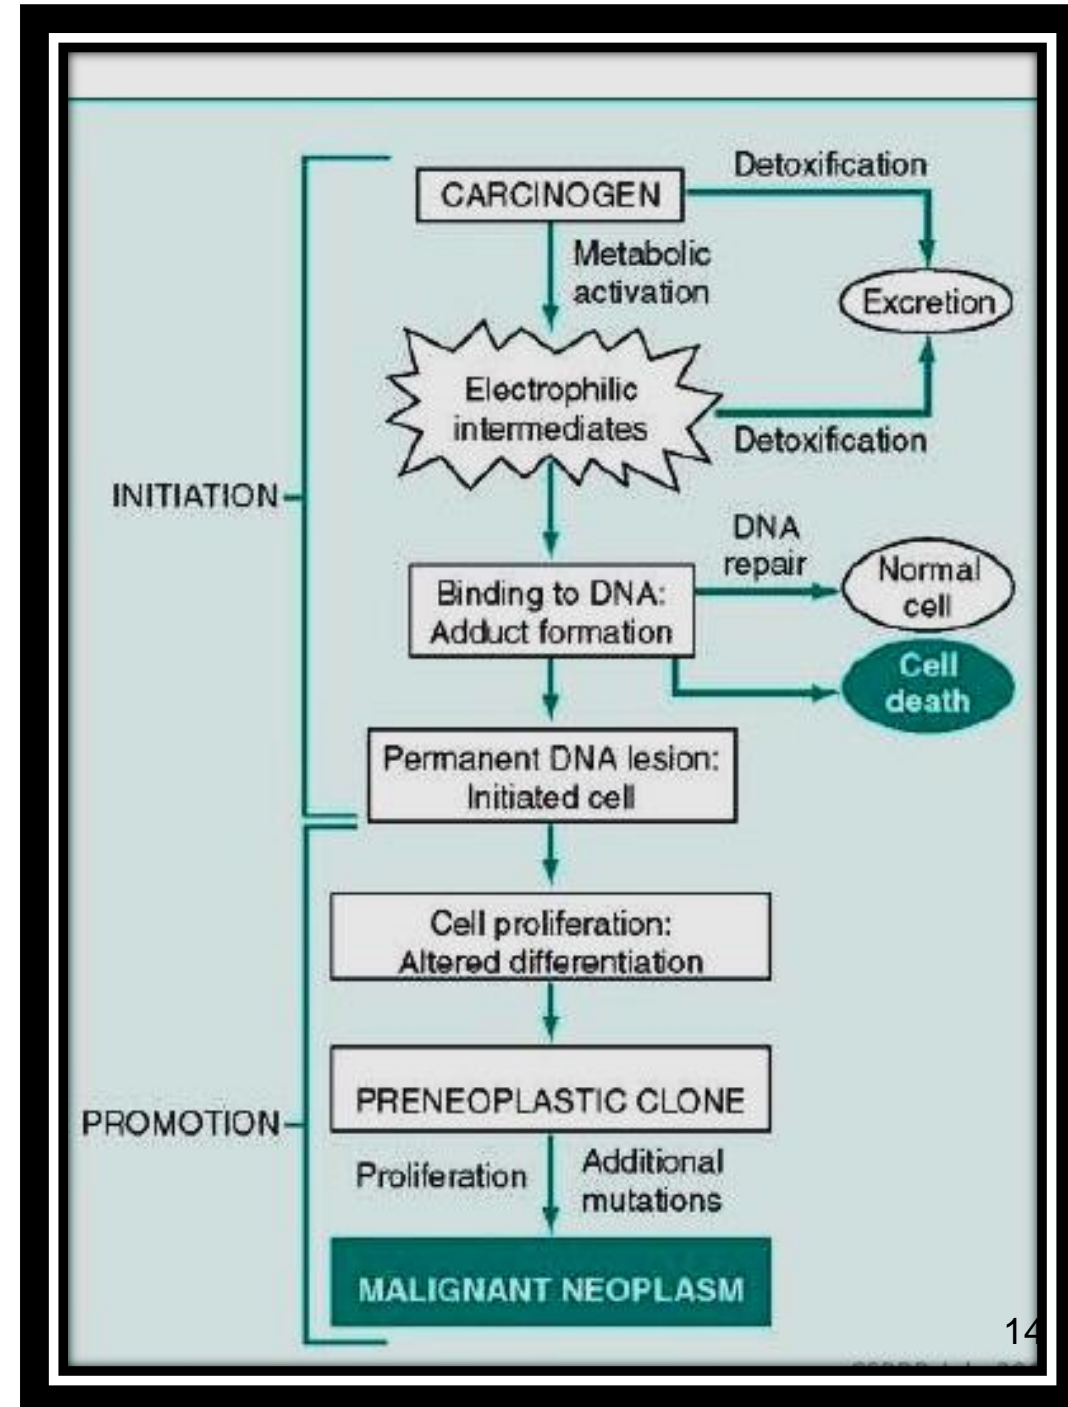 Detoxification
CARCINOGEN
Metabolic
activation
Excretion
Electrophilic
intermediates
Detoxification
INITIATION
DNA
repair
Normal
cell
Binding to DNA:
Adduct formation
Cell
death
Permanent DNA lesion:
Initiated cell
Cell proliferation:
Altered differentiation
PRENEOPLASTIC CLONE
PROMOTION
Proliferation
Additional
mutations
MALIGNANT NEOPLASM
14